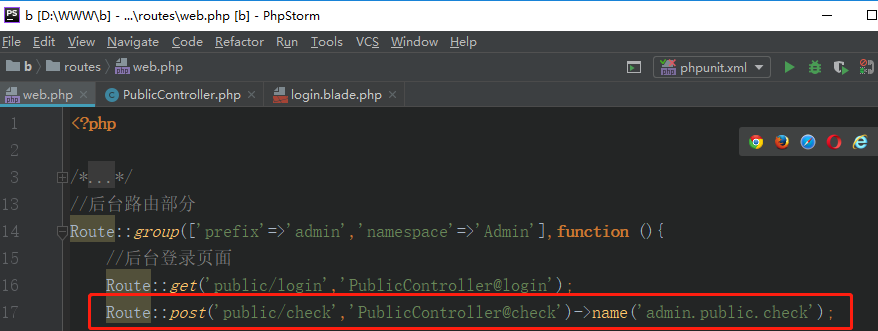 b [D:\WWW\b] - ...\routes\web.php [b] - PhpStorm
File Edit View Navigate Code Refactor Run Tools VCS Window Help
b routes web.php phpunit.xml
web.php PublicController.php login.blade.php
1 <?php
2
3 /*...*/
13 //后台路由部分
14 Route::group(['prefix'=>'admin','namespace'=>'Admin'],function (){
15 //后台登录页面
16 Route::get('public/login','PublicController@login');
17 Route::post('public/check','PublicController@check')->name('admin.public.check');